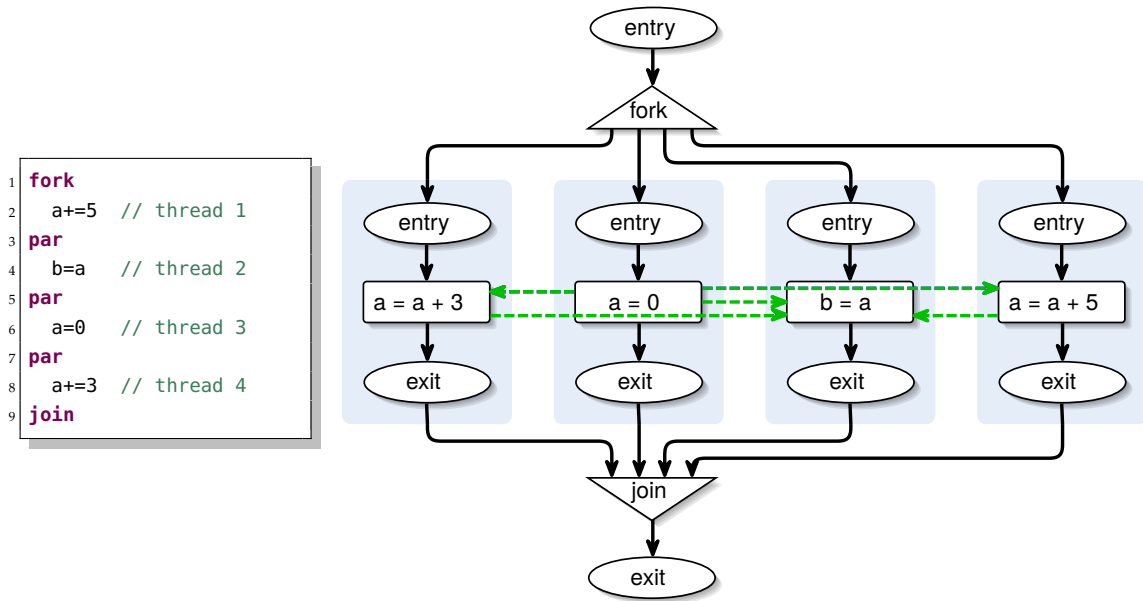 1 fork
2 a+=5 // thread 1
3 par
4 b=a // thread 2
5 par
6 a=0 // thread 3
7 par
8 a+=3 // thread 4
9 join
entry
fork
entry entry entry entry
a = a + 3 a = 0 b = a a = a + 5
exit exit exit exit
join
exit